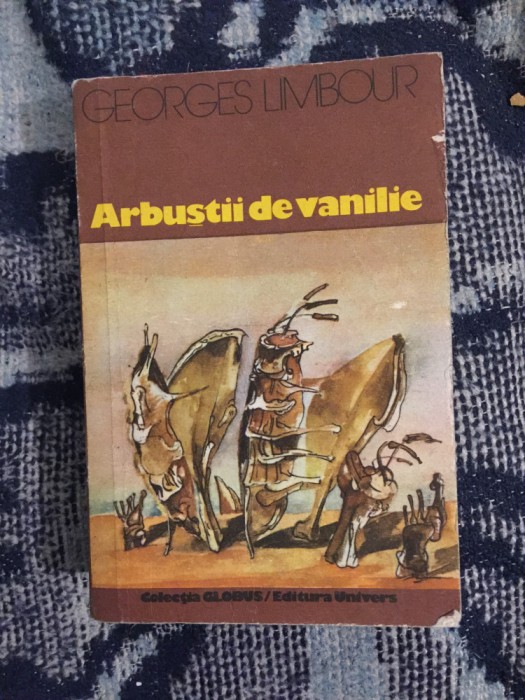 GEORGES LIMBOUR
Arbuștii de vanilie
Colecția GLOBUS/Editura Univers